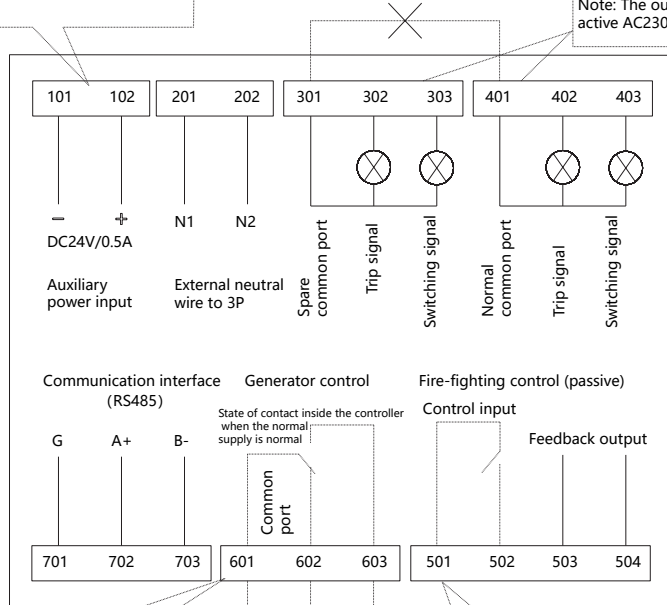 Note: The ou
active AC230
101 102 201 202 301 302 303 401 402 403
− +
DC24V/0.5A
N1 N2
Auxiliary
power input
External neutral
wire to 3P
Spare
common port
Trip signal
Switching signal
Normal
common port
Trip signal
Switching signal
Communication interface
(RS485)
Generator control
Fire-fighting control (passive)
State of contact inside the controller
when the normal
supply is normal
Control input
Feedback output
G A+ B-
Common
port
701 702 703 601 602 603 501 502 503 504